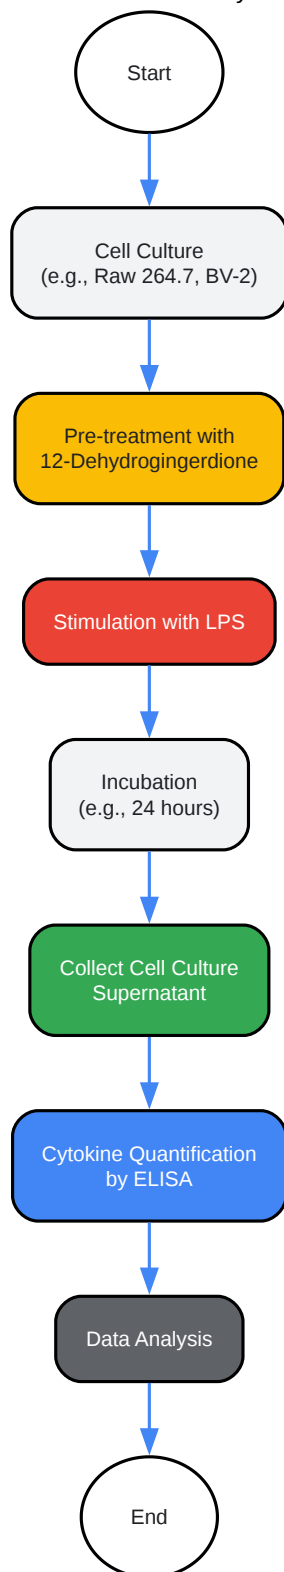 Start
Cell Culture
(e.g., Raw 264.7, BV-2)
Pre-treatment with
12-Dehydrogingerdione
Stimulation with LPS
Incubation
(e.g., 24 hours)
Collect Cell Culture
Supernatant
Cytokine Quantification
by ELISA
Data Analysis
End